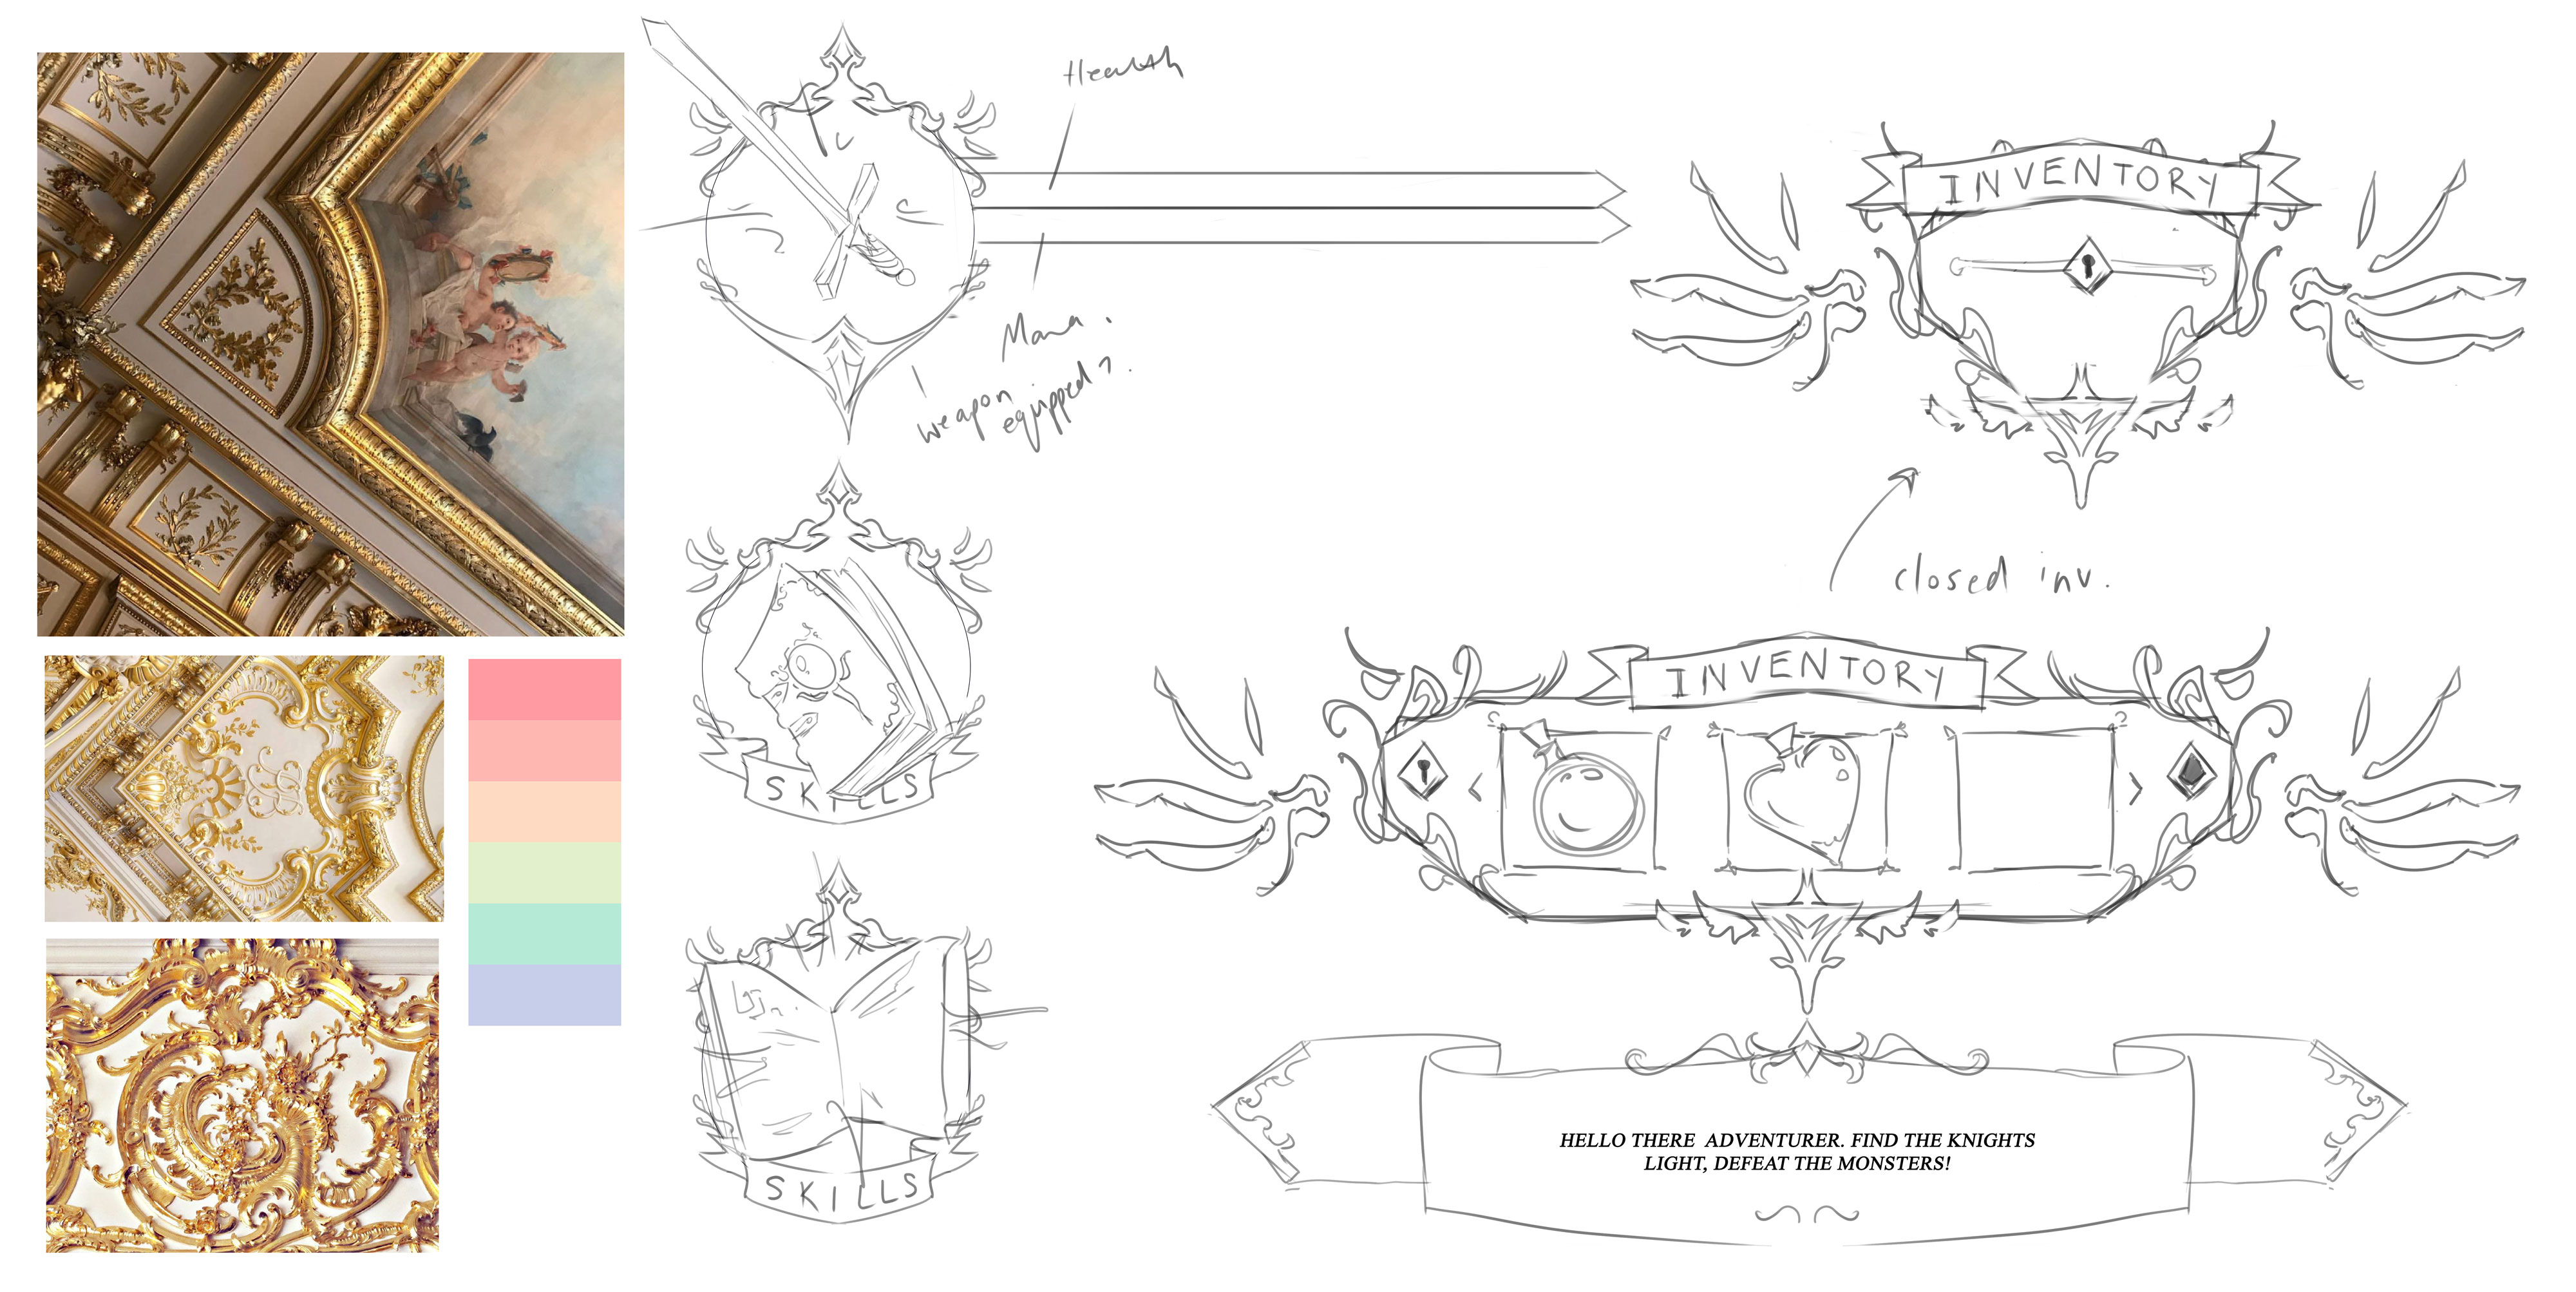 Health
INVENTORY
Mana.
weapon
equipped?.
closed inv.
INVENTORY
SKILLS
SKILLS
HELLO THERE ADVENTURER. FIND THE KNIGHTS
LIGHT, DEFEAT THE MONSTERS!